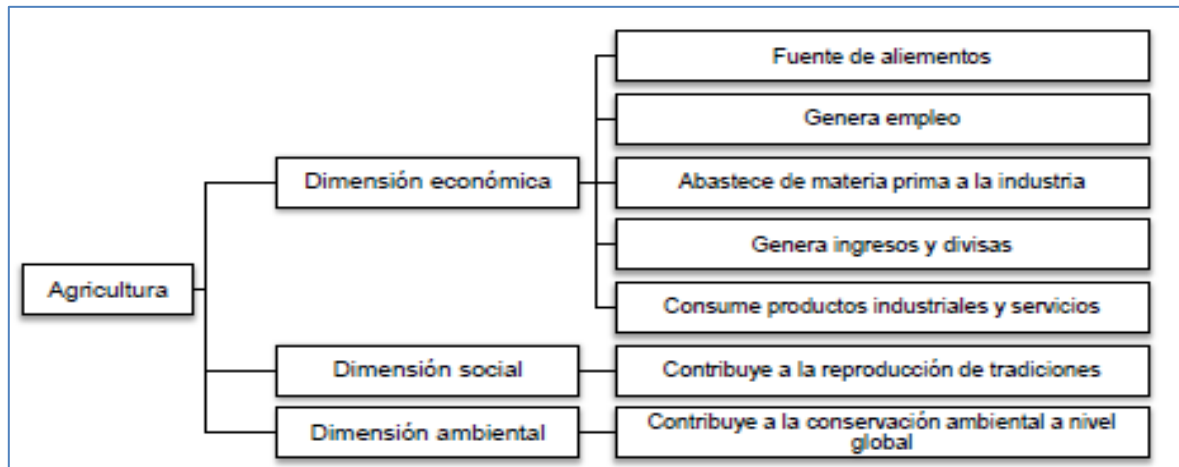 Agricultura
Dimensión económica
Fuente de aliementos
Genera empleo
Abastece de materia prima a la industria
Genera ingresos y divisas
Consume productos industriales y servicios
Dimensión social
Contribuye a la reproducción de tradiciones
Dimensión ambiental
Contribuye a la conservación ambiental a nivel
global